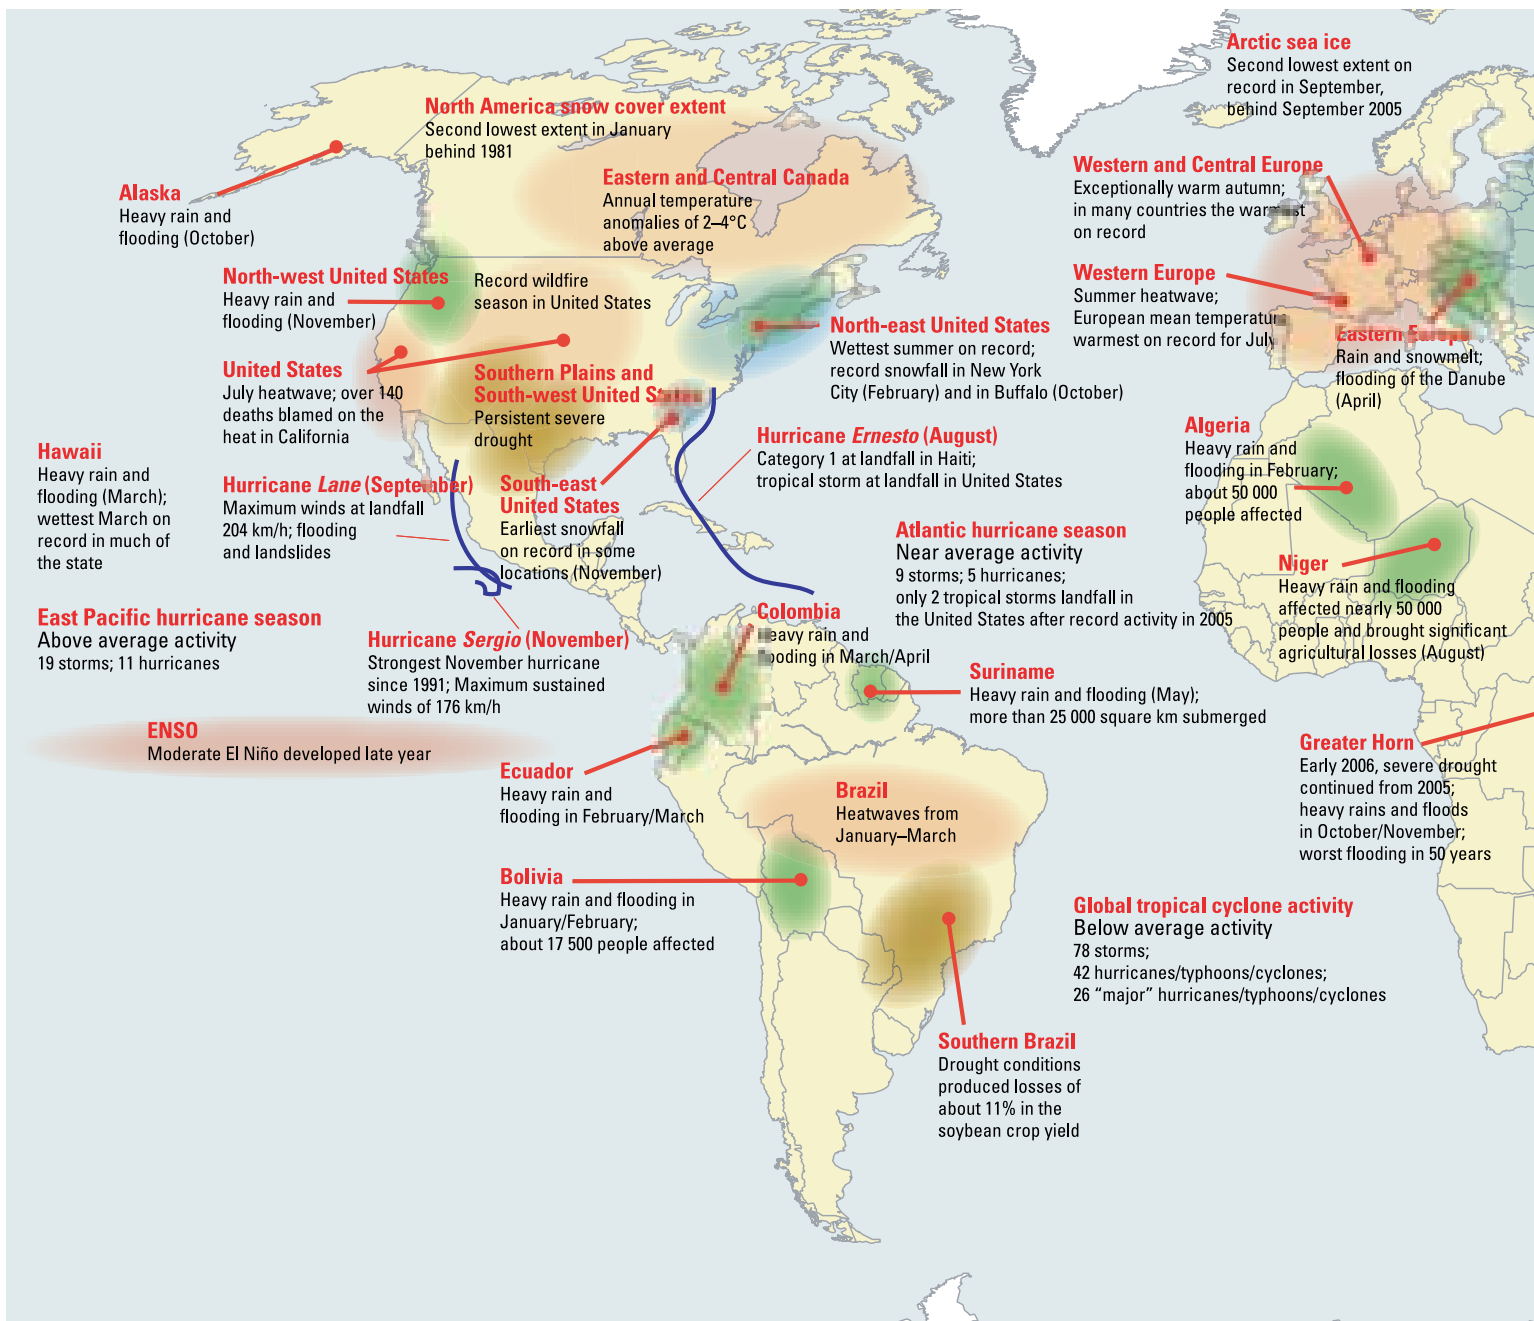 Arctic sea ice
Second lowest extent on
record in September,
behind September 2005
North America snow cover extent
Second lowest extent in January
behind 1981
Eastern and Central Canada
Annual temperature
anomalies of 2–4°C
above average
Western and Central Europe
Exceptionally warm autumn;
in many countries the warmest
on record
Alaska
Heavy rain and
flooding (October)
North-west United States
Heavy rain and
flooding (November)
Record wildfire
season in United States
Western Europe
Summer heatwave;
European mean temperature
warmest on record for July
North-east United States
Wettest summer on record;
record snowfall in New York
City (February) and in Buffalo (October)
Eastern Europe
Rain and snowmelt;
flooding of the Danube
(April)
United States
July heatwave; over 140
deaths blamed on the
heat in California
Southern Plains and
South-west United States
Persistent severe
drought
Hawaii
Heavy rain and
flooding (March);
wettest March on
record in much of
the state
Hurricane Lane (September)
Maximum winds at landfall
204 km/h; flooding
and landslides
South-east
United States
Earliest snowfall
on record in some
locations (November)
Hurricane Ernesto (August)
Category 1 at landfall in Haiti;
tropical storm at landfall in United States
Algeria
Heavy rain and
flooding in February;
about 50 000
people affected
Atlantic hurricane season
Near average activity
9 storms; 5 hurricanes;
only 2 tropical storms landfall in
the United States after record activity in 2005
Niger
Heavy rain and flooding
affected nearly 50 000
people and brought significant
agricultural losses (August)
East Pacific hurricane season
Above average activity
19 storms; 11 hurricanes
Hurricane Sergio (November)
Strongest November hurricane
since 1991; Maximum sustained
winds of 176 km/h
Colombia
Heavy rain and
flooding in March/April
Suriname
Heavy rain and flooding (May);
more than 25 000 square km submerged
ENSO
Moderate El Niño developed late year
Ecuador
Heavy rain and
flooding in February/March
Brazil
Heatwaves from
January–March
Greater Horn
Early 2006, severe drought
continued from 2005;
heavy rains and floods
in October/November;
worst flooding in 50 years
Bolivia
Heavy rain and flooding in
January/February;
about 17 500 people affected
Global tropical cyclone activity
Below average activity
78 storms;
42 hurricanes/typhoons/cyclones;
26 “major” hurricanes/typhoons/cyclones
Southern Brazil
Drought conditions
produced losses of
about 11% in the
soybean crop yield